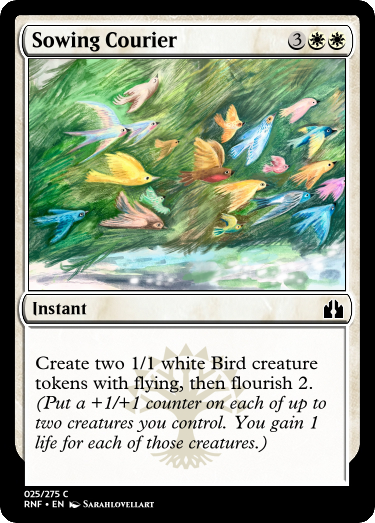 Sowing Courier 3
Instant
Create two 1/1 white Bird creature
tokens with flying, then flourish 2.
(Put a +1/+1 counter on each of up to
two creatures you control. You gain 1
life for each of those creatures.)
025/275 C
RNF • EN SARAHLOVELLART